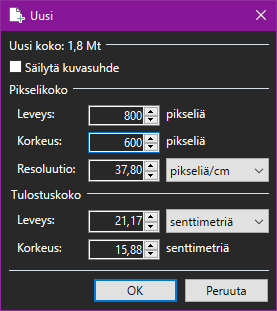 Uusi
Uusi koko: 1,8 Mt
Säilytä kuvasuhde
Pikselikoko
Leveys: 800 pikseliä
Korkeus: 600 pikseliä
Resoluutio: 37,80 pikseliä/cm
Tulostuskoko
Leveys: 21,17 senttimetriä
Korkeus: 15,88 senttimetriä
OK Peruuta